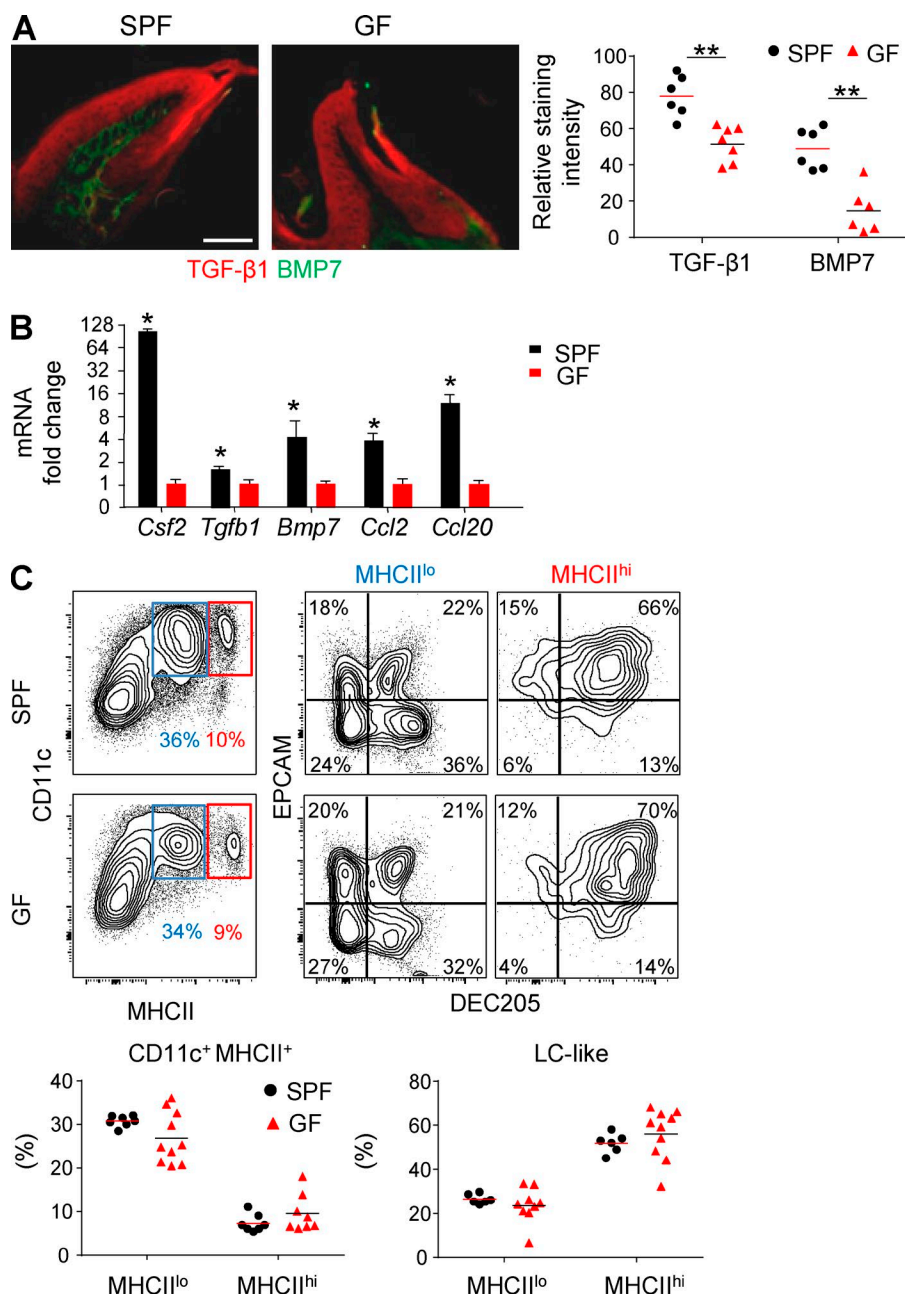 A
SPF
GF
TGF-β1 BMP7
Relative staining
intensity
100
80
60
40
20
0
**
**
SPF
GF
TGF-β1
BMP7
B
mRNA
fold change
128
64
32
16
8
4
2
1
0
*
*
*
*
*
SPF
GF
Csf2 Tgfb1 Bmp7 Ccl2 Ccl20
C
MHCIIlo
MHCIIhi
SPF
GF
CD11c
EPCAM
36% 10%
18% 22%
24% 36%
15% 66%
6% 13%
34% 9%
20% 21%
27% 32%
12% 70%
4% 14%
MHCII
DEC205
CD11c+ MHCII+
(%)
40
30
20
10
0
SPF
GF
MHCIIlo
MHCIIhi
LC-like
(%)
80
60
40
20
0
MHCIIlo
MHCIIhi